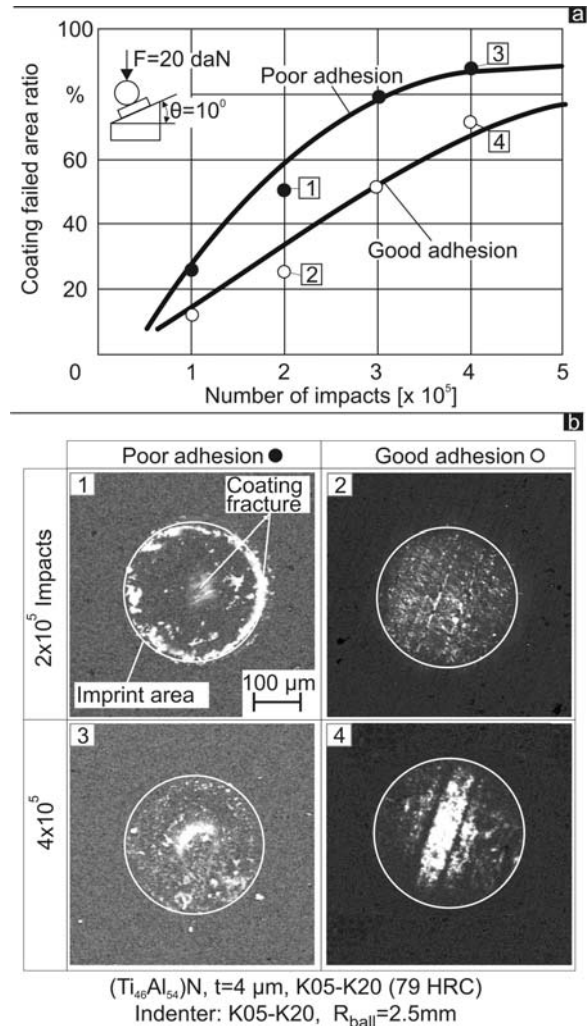 a
100
%
80
60
40
20
0
1
2
3
4
5
Coating failed area ratio
Number of impacts [x 10⁵]
F=20 daN
θ=10⁰
Poor adhesion
Good adhesion
1
2
3
4
b
Poor adhesion ●
Good adhesion ○
2x10⁵ Impacts
1
Coating
fracture
Imprint area
100 µm
2
4x10⁵
3
4
(Ti₄₆Al₅₄)N, t=4 µm, K05-K20 (79 HRC)
Indenter: K05-K20, R_ball=2.5mm